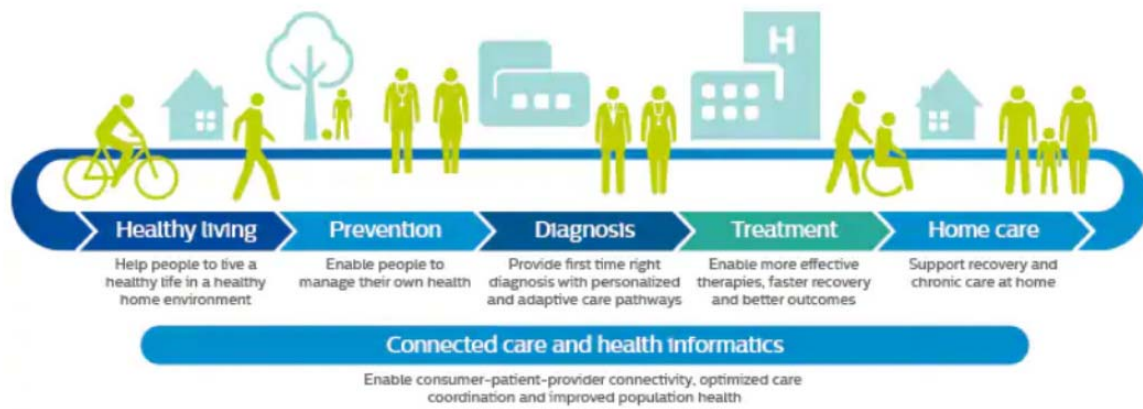 H
Healthy living
Prevention
Diagnosis
Treatment
Home care
Help people to live a
healthy life in a healthy
home environment
Enable people to
manage their own health
Provide first time right
diagnosis with personalized
and adaptive care pathways
Enable more effective
therapies, faster recovery
and better outcomes
Support recovery and
chronic care at home
Connected care and health informatics
Enable consumer-patient-provider connectivity, optimized care
coordination and improved population health